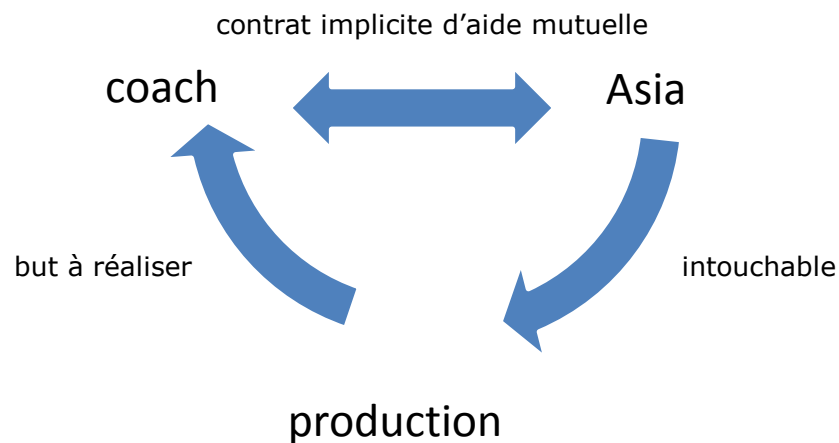 contrat implicite d’aide mutuelle
coach
Asia
but à réaliser
intouchable
production